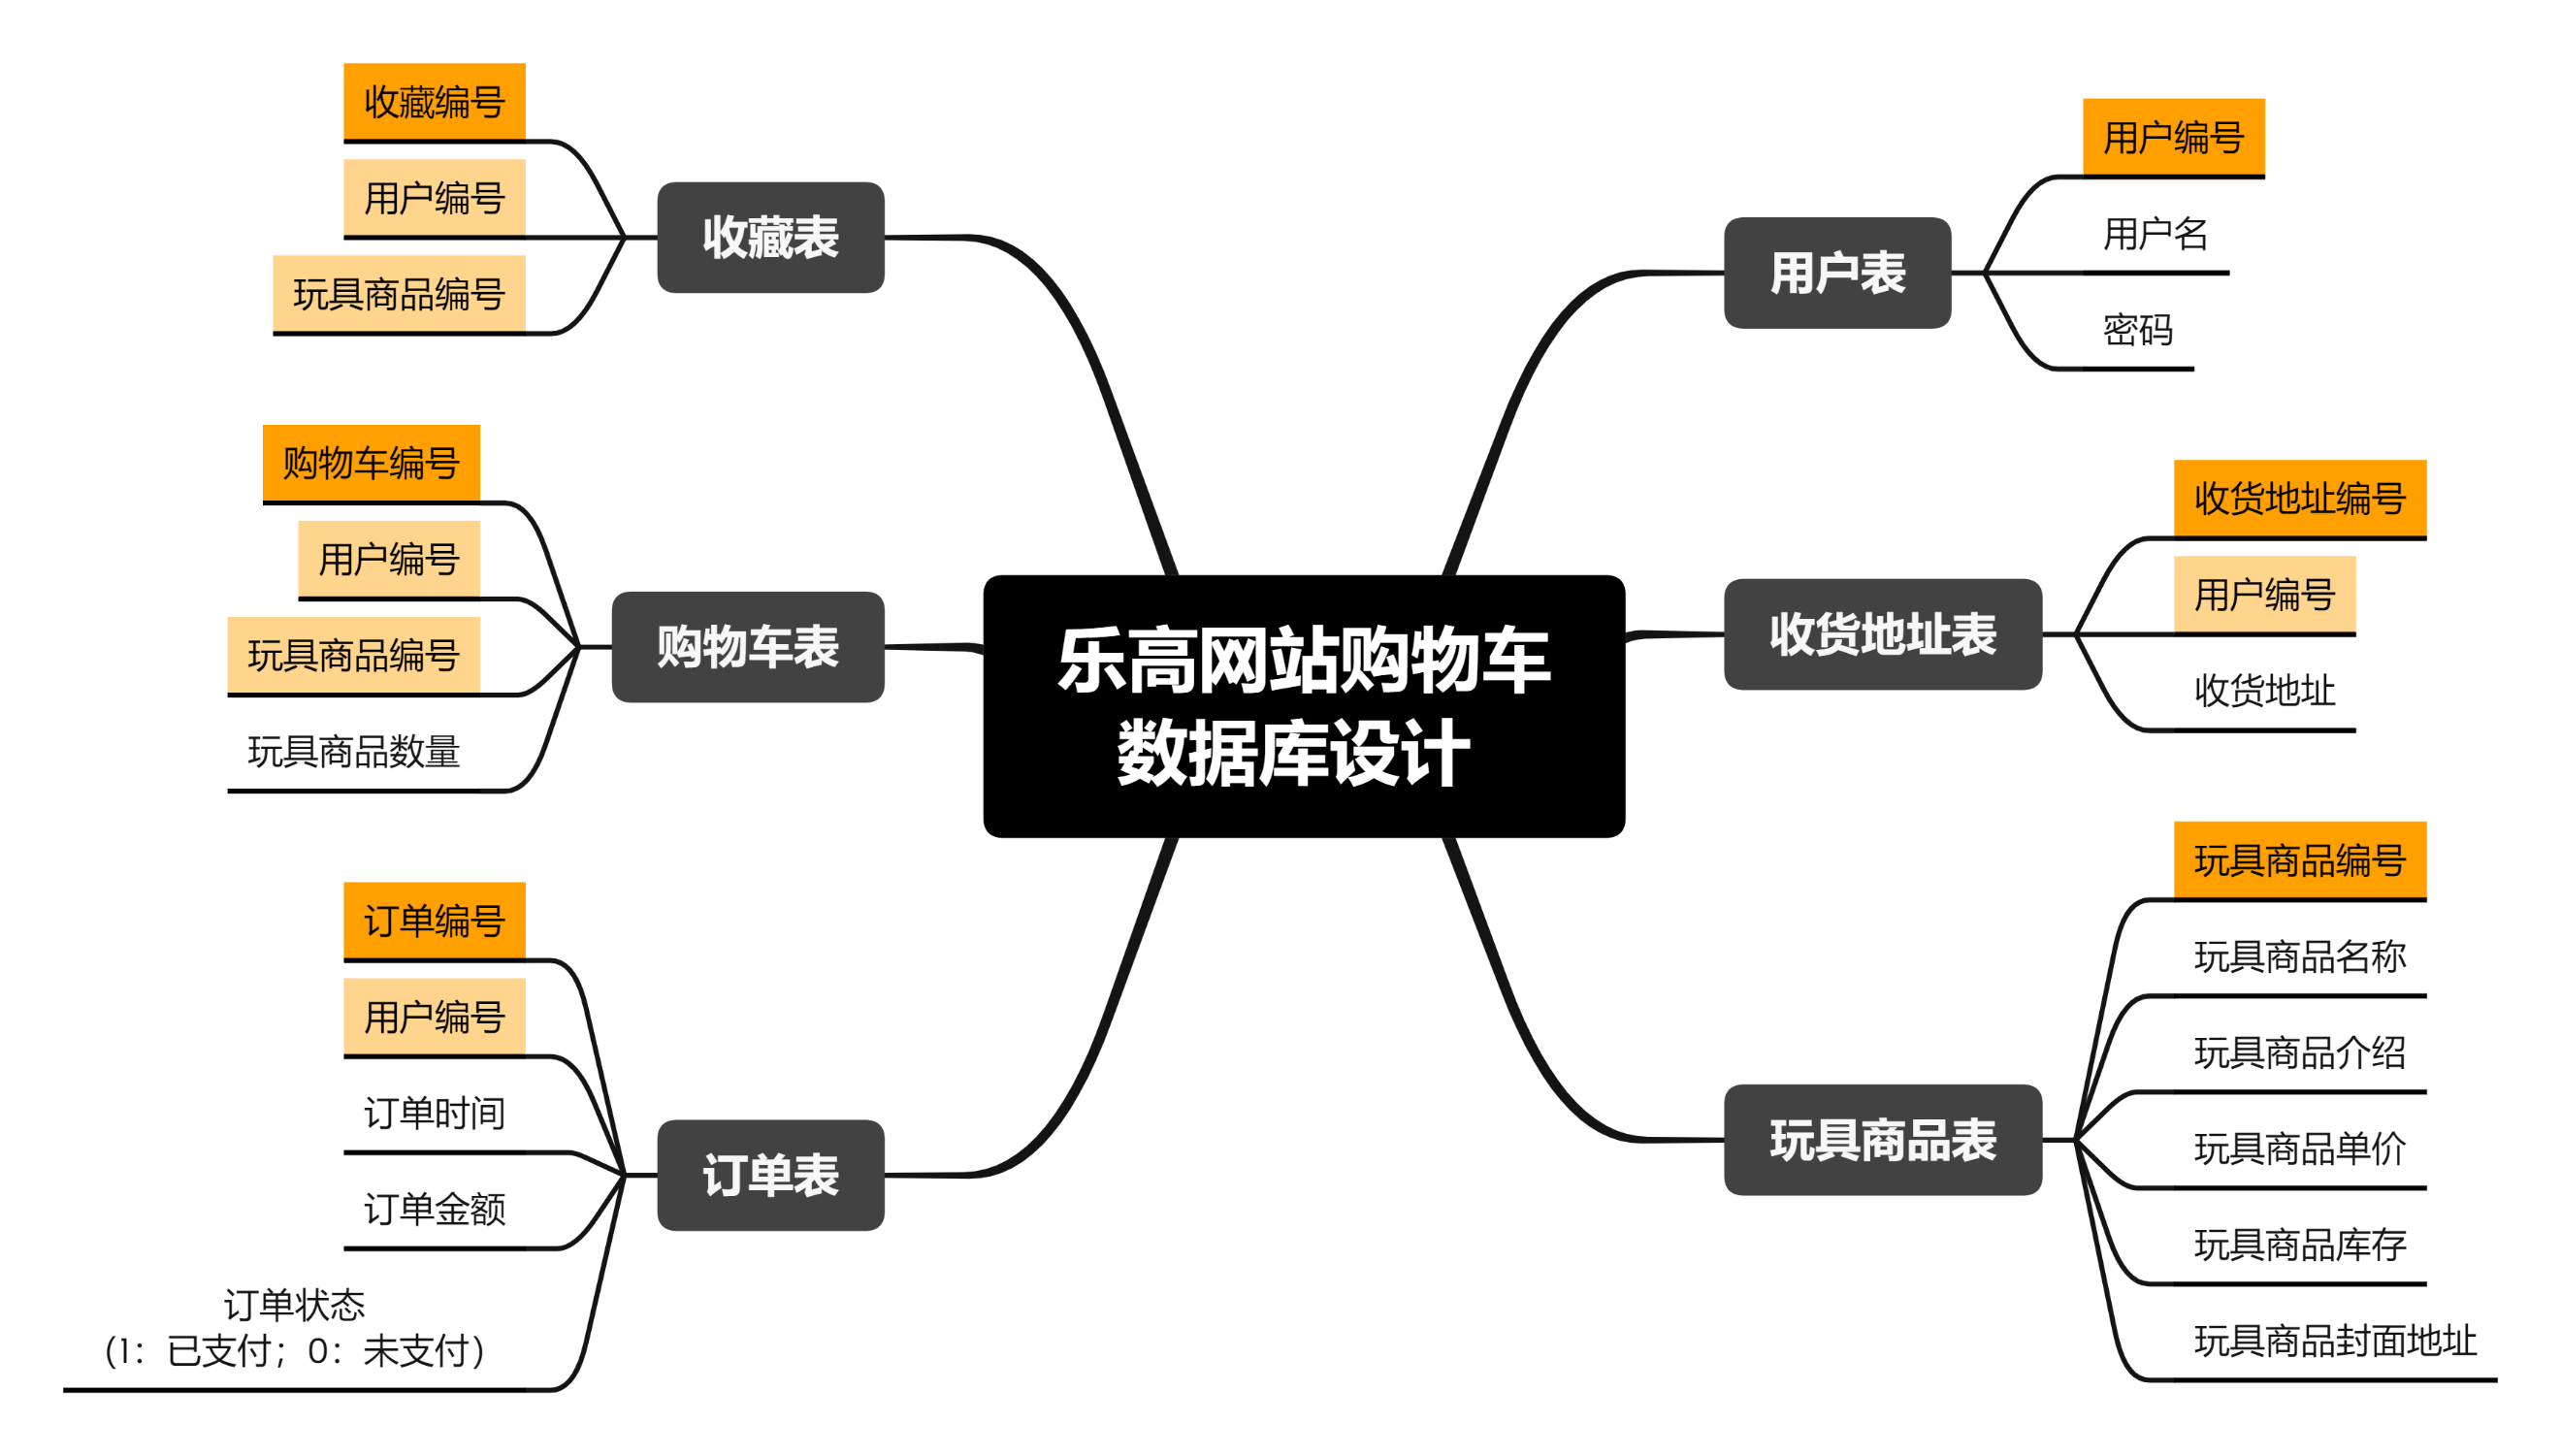 乐高网站购物车
数据库设计
用户表
用户编号
用户名
密码
收货地址表
收货地址编号
用户编号
收货地址
玩具商品表
玩具商品编号
玩具商品名称
玩具商品介绍
玩具商品单价
玩具商品库存
玩具商品封面地址
收藏表
收藏编号
用户编号
玩具商品编号
购物车表
购物车编号
用户编号
玩具商品编号
玩具商品数量
订单表
订单编号
用户编号
订单时间
订单金额
订单状态
（1：已支付；0：未支付）